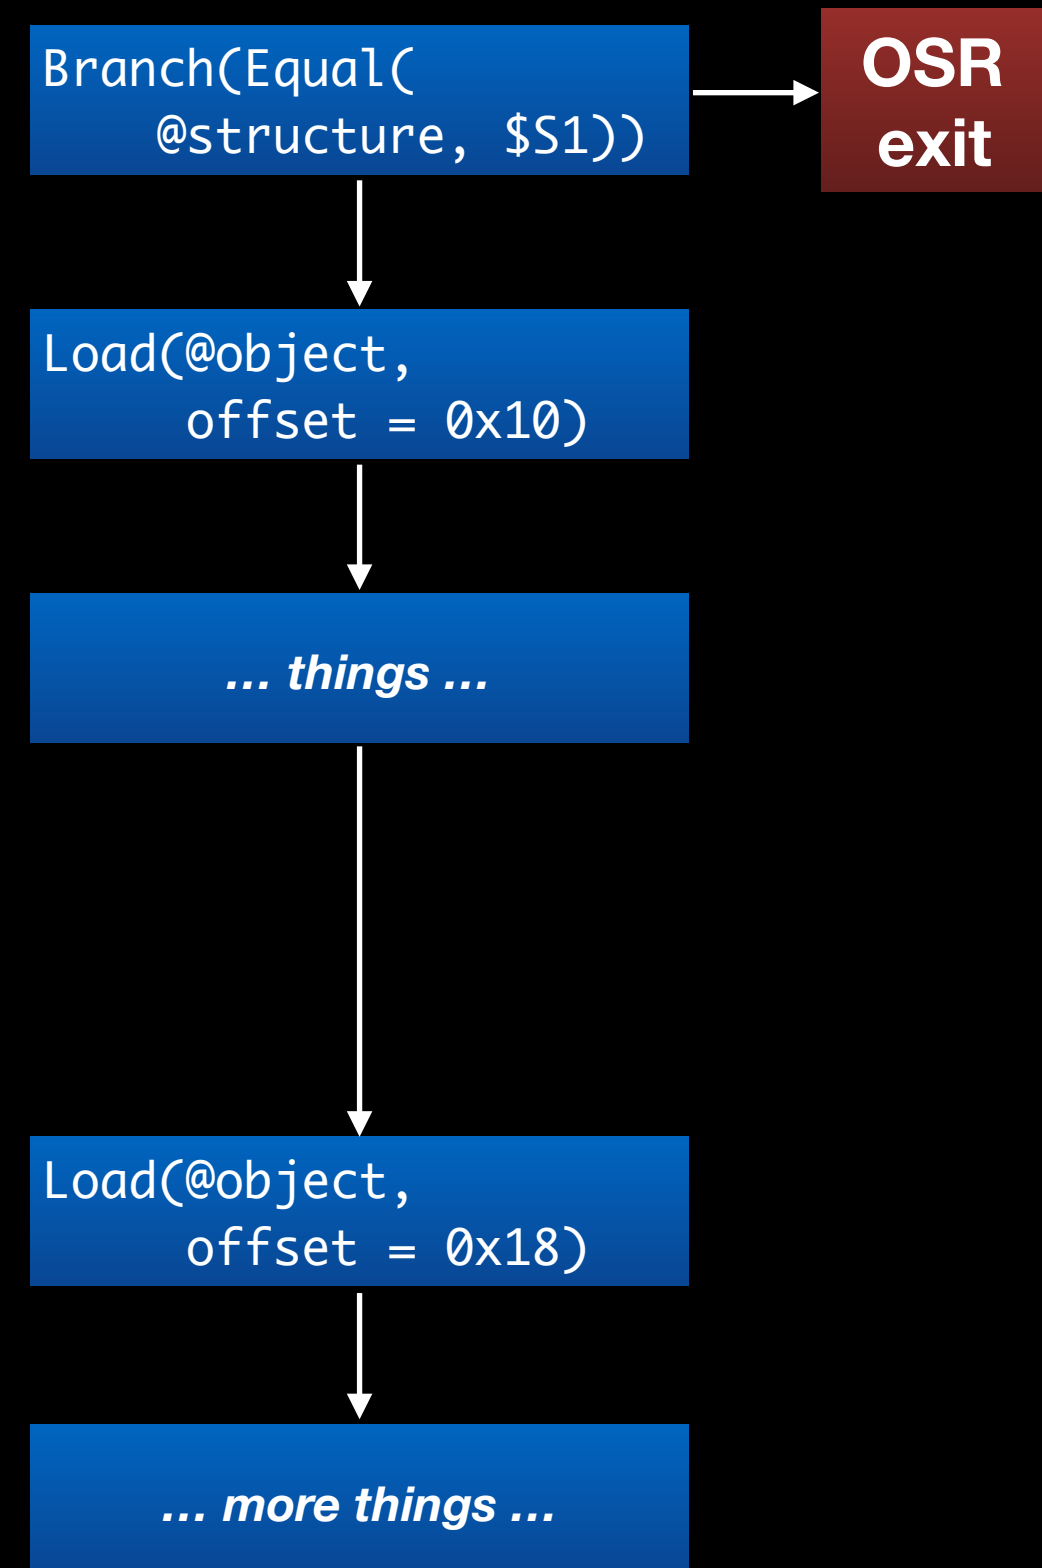 Branch(Equal(
@structure, $S1))
OSR
exit
Load(@object,
offset = 0x10)
... things ...
Load(@object,
offset = 0x18)
... more things ...